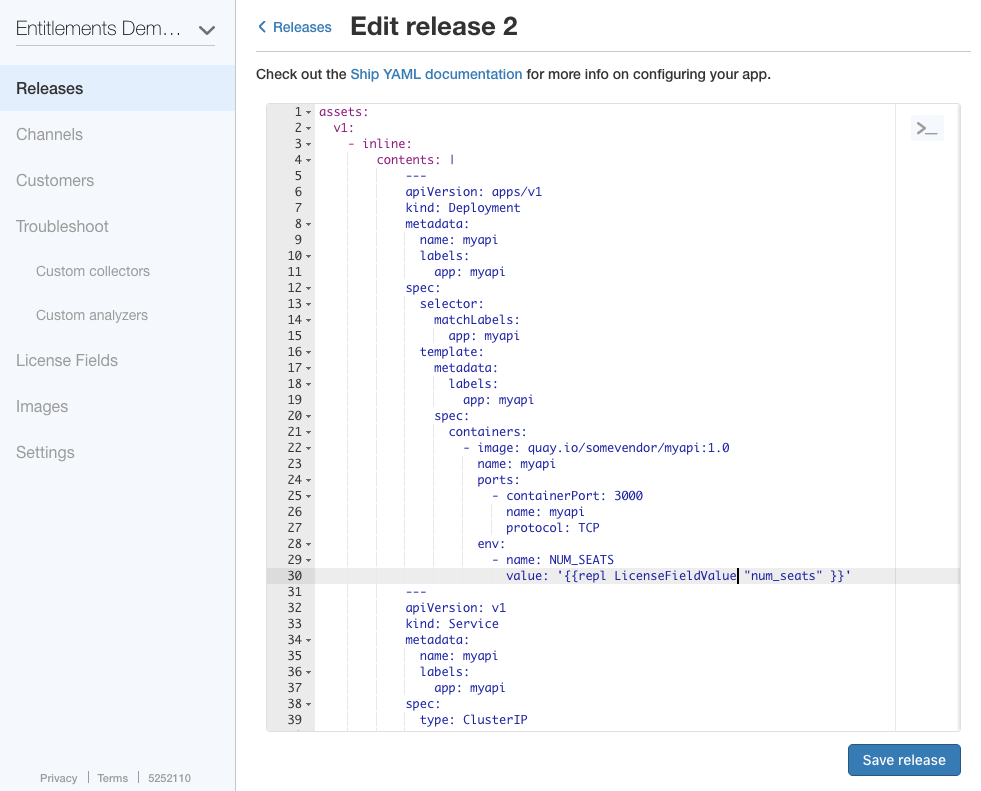 Entitlements Dem...
Releases
Channels
Customers
Troubleshoot
Custom collectors
Custom analyzers
License Fields
Images
Settings
Privacy | Terms | 5252110
Releases Edit release 2
Check out the Ship YAML documentation for more info on configuring your app.
1 assets:
2   v1:
3     - inline:
4         contents: |
5             ---
6             apiVersion: apps/v1
7             kind: Deployment
8             metadata:
9               name: myapi
10               labels:
11                 app: myapi
12             spec:
13               selector:
14                 matchLabels:
15                   app: myapi
16               template:
17                 metadata:
18                   labels:
19                     app: myapi
20                 spec:
21                   containers:
22                     - image: quay.io/somevendor/myapi:1.0
23                       name: myapi
24                       ports:
25                         - containerPort: 3000
26                           name: myapi
27                           protocol: TCP
28                       env:
29                         - name: NUM_SEATS
30                           value: '{{repl LicenseFieldValue "num_seats" }}'
31             ---
32             apiVersion: v1
33             kind: Service
34             metadata:
35               name: myapi
36               labels:
37                 app: myapi
38             spec:
39               type: ClusterIP
>_
Save release